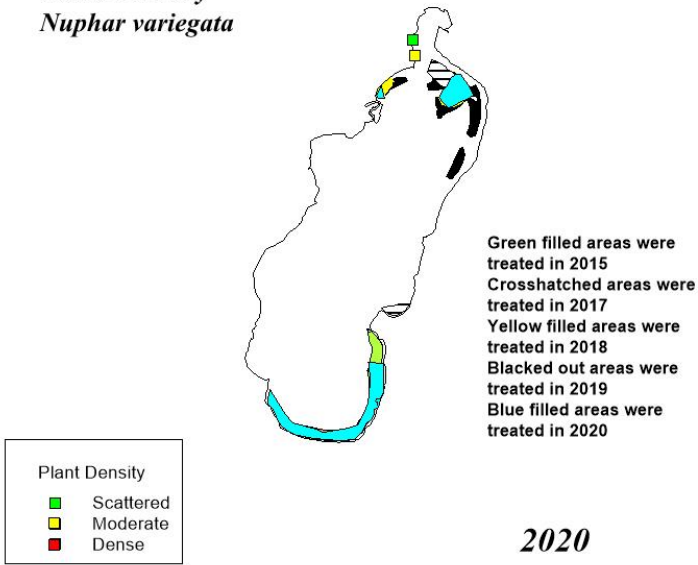 Nuphar variegata
Green filled areas were
treated in 2015
Crosshatched areas were
treated in 2017
Yellow filled areas were
treated in 2018
Blacked out areas were
treated in 2019
Blue filled areas were
treated in 2020
Plant Density
Scattered
Moderate
Dense
2020